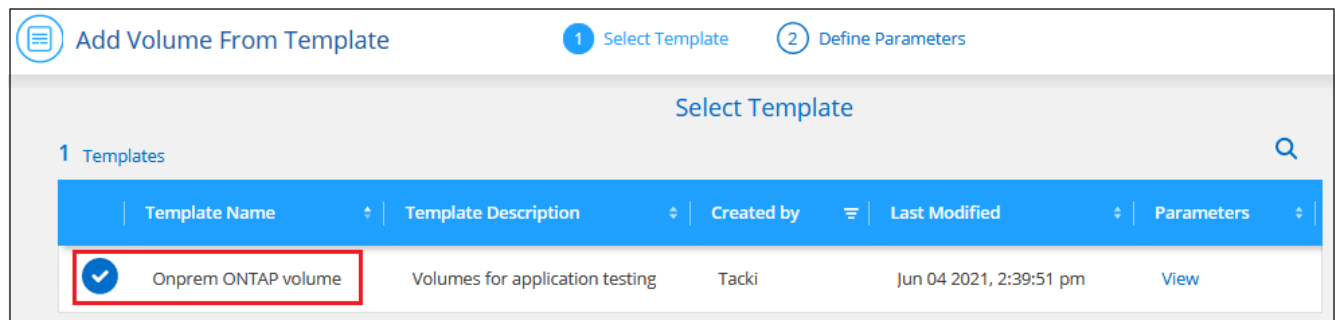 Add Volume From Template
1 Select Template
2 Define Parameters
Select Template
1 Templates
Template Name Template Description Created by Last Modified Parameters
Onprem ONTAP volume Volumes for application testing Tacki Jun 04 2021, 2:39:51 pm View